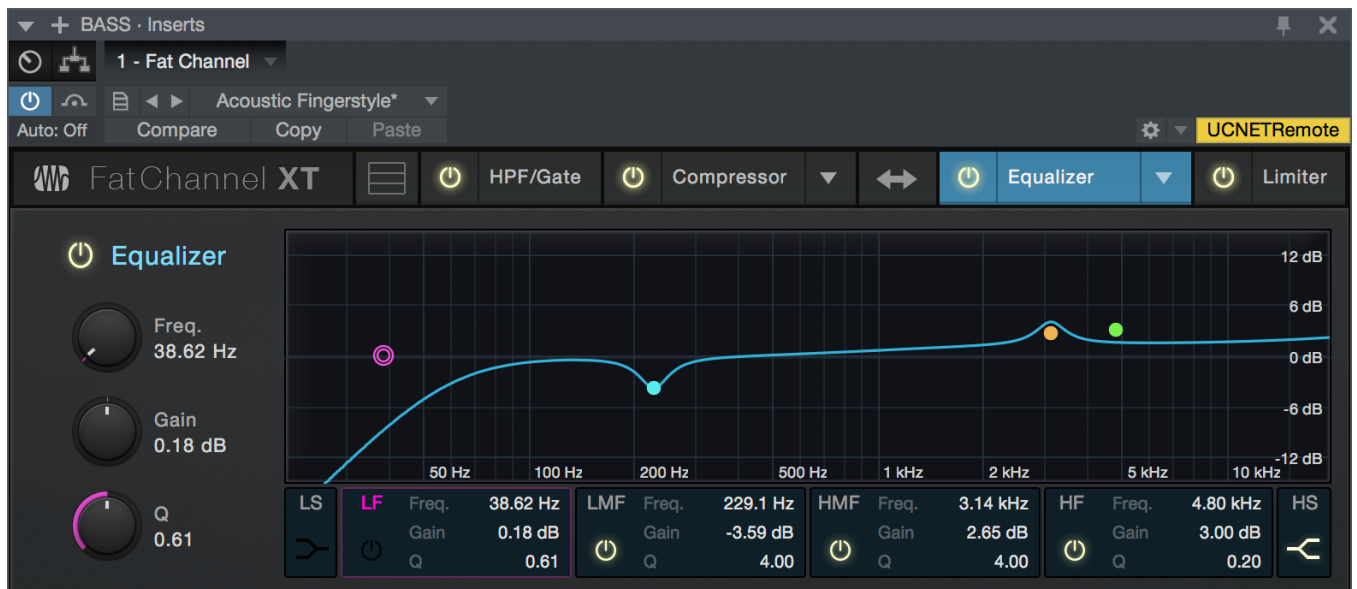 BASS · Inserts
1 - Fat Channel
Acoustic Fingerstyle*
Auto: Off Compare Copy Paste UCNETRemote
FatChannel XT HPF/Gate Compressor Equalizer Limiter
Equalizer
12 dB
6 dB
0 dB
-6 dB
-12 dB
50 Hz 100 Hz 200 Hz 500 Hz 1 kHz 2 kHz 5 kHz 10 kHz
Freq.
38.62 Hz
Gain
0.18 dB
Q
0.61
LS
LF Freq. 38.62 Hz
Gain 0.18 dB
Q 0.61
LMF Freq. 229.1 Hz
Gain -3.59 dB
Q 4.00
HMF Freq. 3.14 kHz
Gain 2.65 dB
Q 4.00
HF Freq. 4.80 kHz
Gain 3.00 dB
Q 0.20
HS